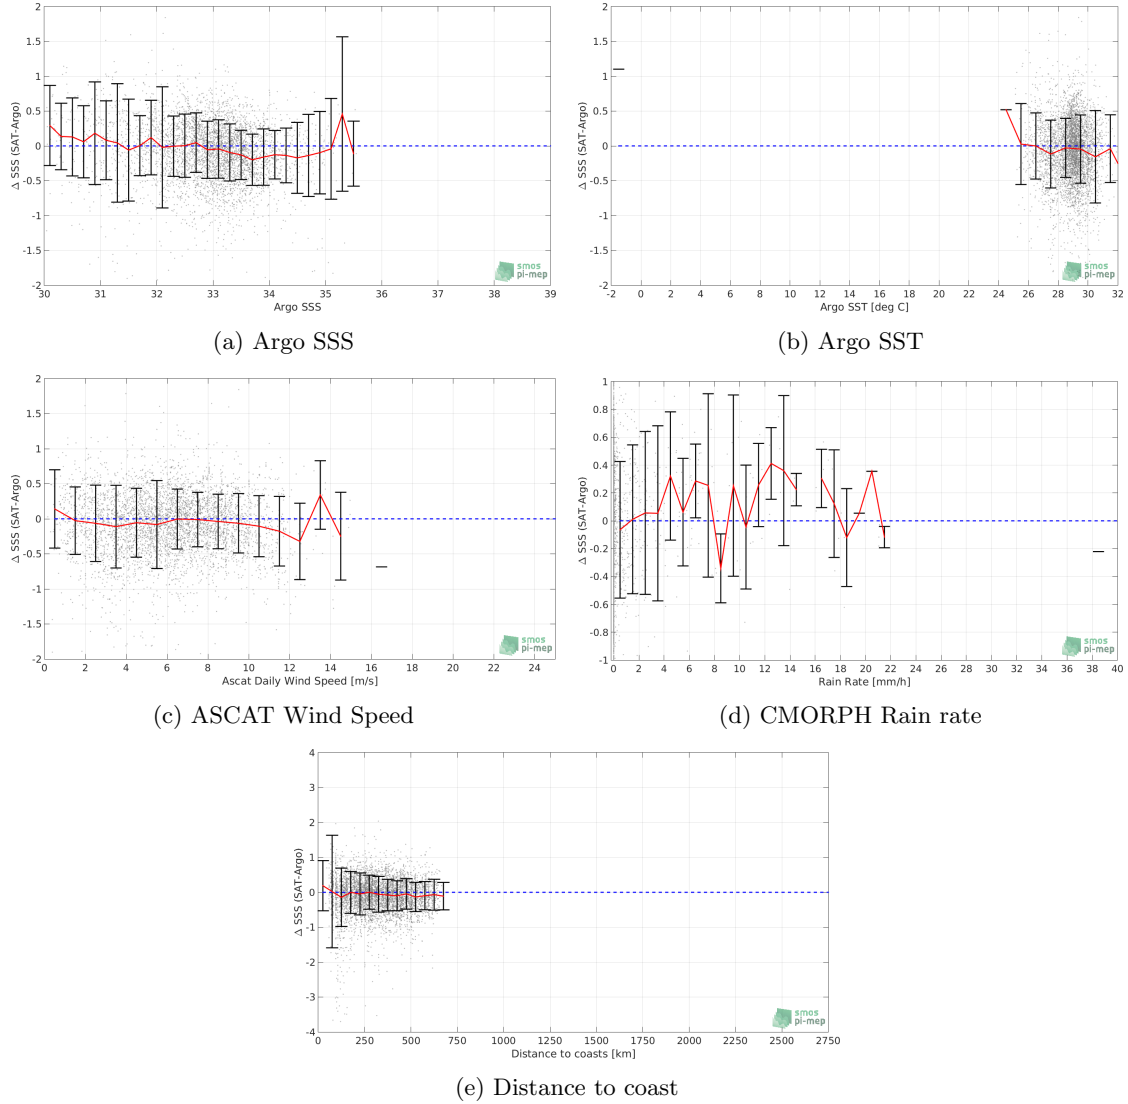 2
1.5
1
0.5
0
-0.5
-1
-1.5
-2
Δ SSS (SAT-Argo)
30 31 32 33 34 35 36 37 38 39
Argo SSS
smos
pi-mep
(a) Argo SSS
2
1.5
1
0.5
0
-0.5
-1
-1.5
-2
Δ SSS (SAT-Argo)
-2 0 2 4 6 8 10 12 14 16 18 20 22 24 26 28 30 32
Argo SST [deg C]
smos
pi-mep
(b) Argo SST
2
1.5
1
0.5
0
-0.5
-1
-1.5
-2
Δ SSS (SAT-Argo)
0 2 4 6 8 10 12 14 16 18 20 22 24
Ascat Daily Wind Speed [m/s]
smos
pi-mep
(c) ASCAT Wind Speed
1
0.8
0.6
0.4
0.2
0
-0.2
-0.4
-0.6
-0.8
-1
Δ SSS (SAT-Argo)
0 2 4 6 8 10 12 14 16 18 20 22 24 26 28 30 32 34 36 38 40
Rain Rate [mm/h]
smos
pi-mep
(d) CMORPH Rain rate
4
3
2
1
0
-1
-2
-3
-4
Δ SSS (SAT-Argo)
0 250 500 750 1000 1250 1500 1750 2000 2250 2500 2750
Distance to coasts [km]
smos
pi-mep
(e) Distance to coast